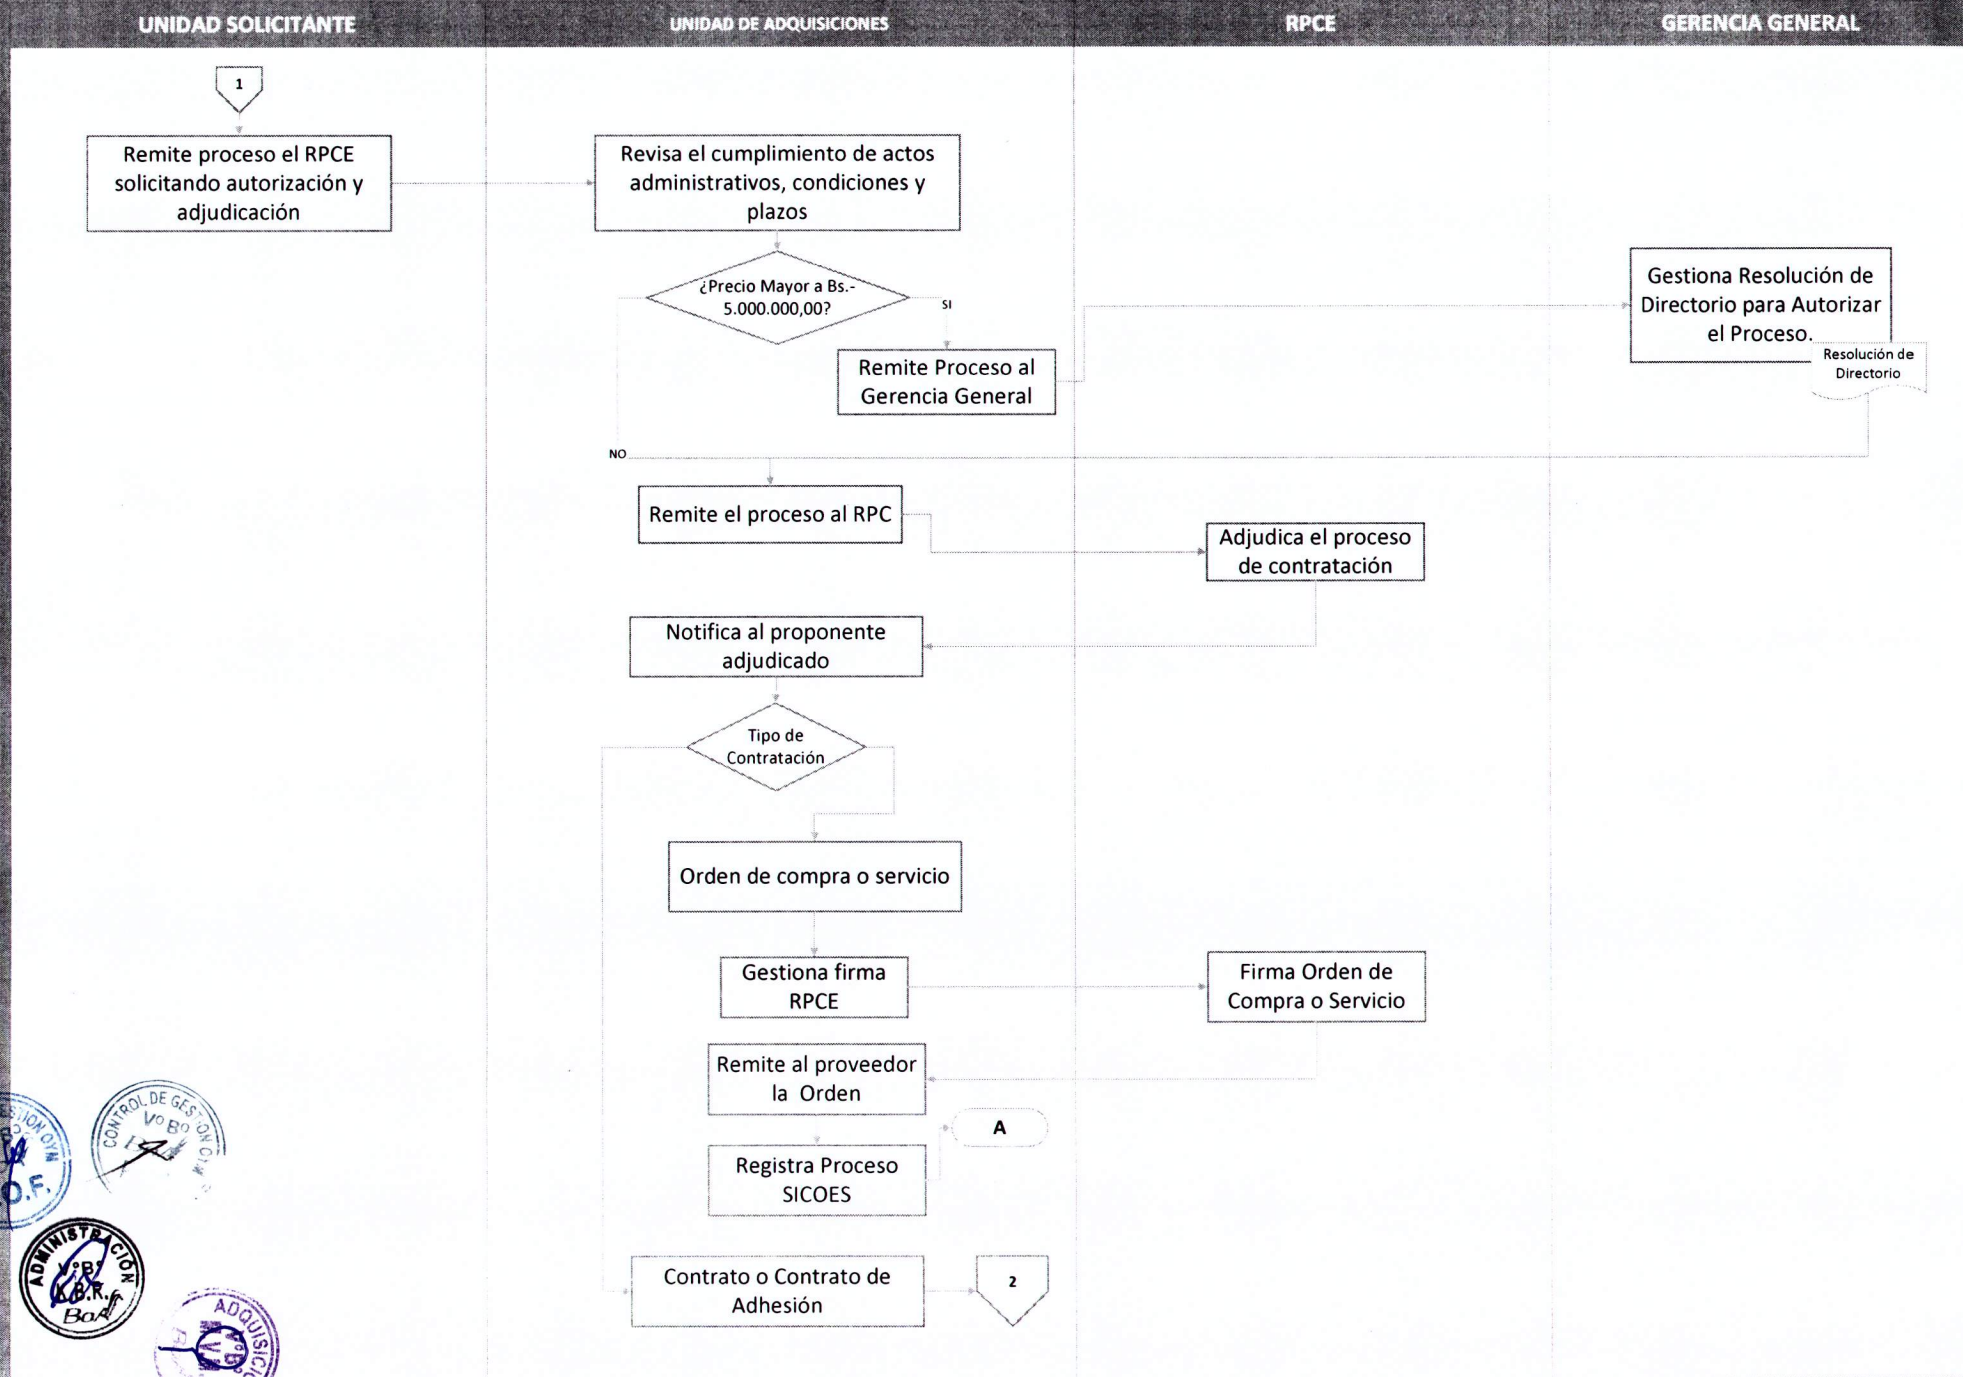 UNIDAD SOLICITANTE
UNIDAD DE ADQUISICIONES
RPCE
GERENCIA GENERAL
1
Remite proceso el RPCE
solicitando autorización y
adjudicación
Revisa el cumplimiento de actos
administrativos, condiciones y
plazos
¿Precio Mayor a Bs.-
5.000.000,00?
SI
Remite Proceso al
Gerencia General
Gestiona Resolución de
Directorio para Autorizar
el Proceso.
Resolución de
Directorio
NO
Remite el proceso al RPC
Adjudica el proceso
de contratación
Notifica al proponente
adjudicado
Tipo de
Contratación
Orden de compra o servicio
Gestiona firma
RPCE
Firma Orden de
Compra o Servicio
Remite al proveedor
la Orden
A
Registra Proceso
SICOES
Contrato o Contrato de
Adhesión
2
CONTROL DE GESTION
VºBº
O.F.
ADMINISTRACIÓN
VºBº
K.B.R.
BoA
VºBº